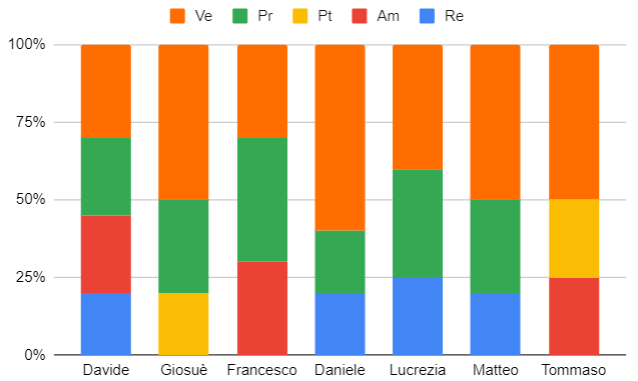 Ve Pr Pt Am Re
100%
75%
50%
25%
0%
Davide Giosuè Francesco Daniele Lucrezia Matteo Tommaso